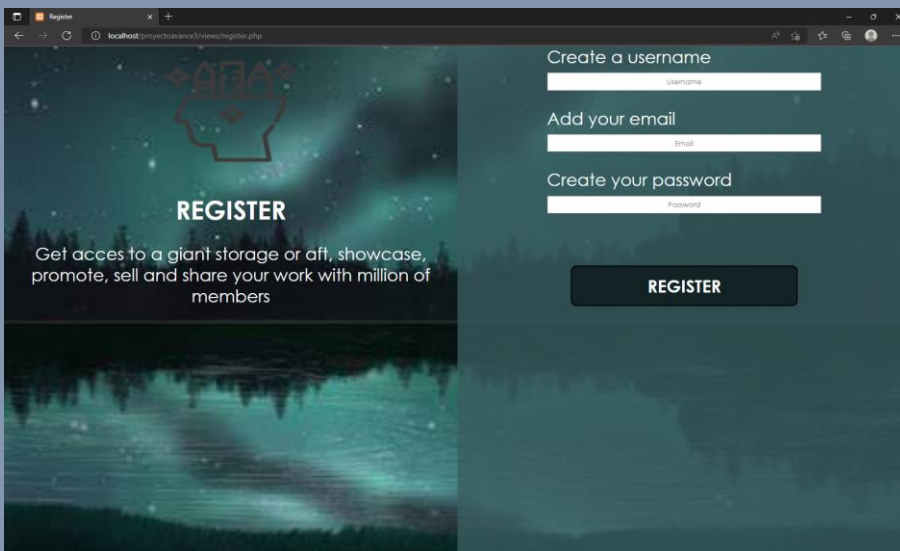 Register
localhost/proyectoavance3/views/register.php
REGISTER
Get acces to a giant storage or aft, showcase,
promote, sell and share your work with million of
members
Create a username
Username
Add your email
Email
Create your password
Password
REGISTER